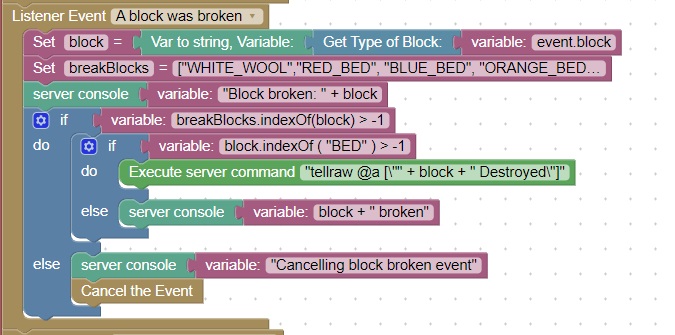 Listener Event A block was broken
Set block = Var to string, Variable: Get Type of Block: variable: event.block
Set breakBlocks = ["WHITE_WOOL","RED_BED", "BLUE_BED", "ORANGE_BED...
server console variable: "Block broken: " + block
if variable: breakBlocks.indexOf(block) > -1
do if variable: block.indexOf ( "BED" ) > -1
do Execute server command "tellraw @a [\"" + block + " Destroyed\"]"
else server console variable: block + " broken"
else server console variable: "Cancelling block broken event"
Cancel the Event